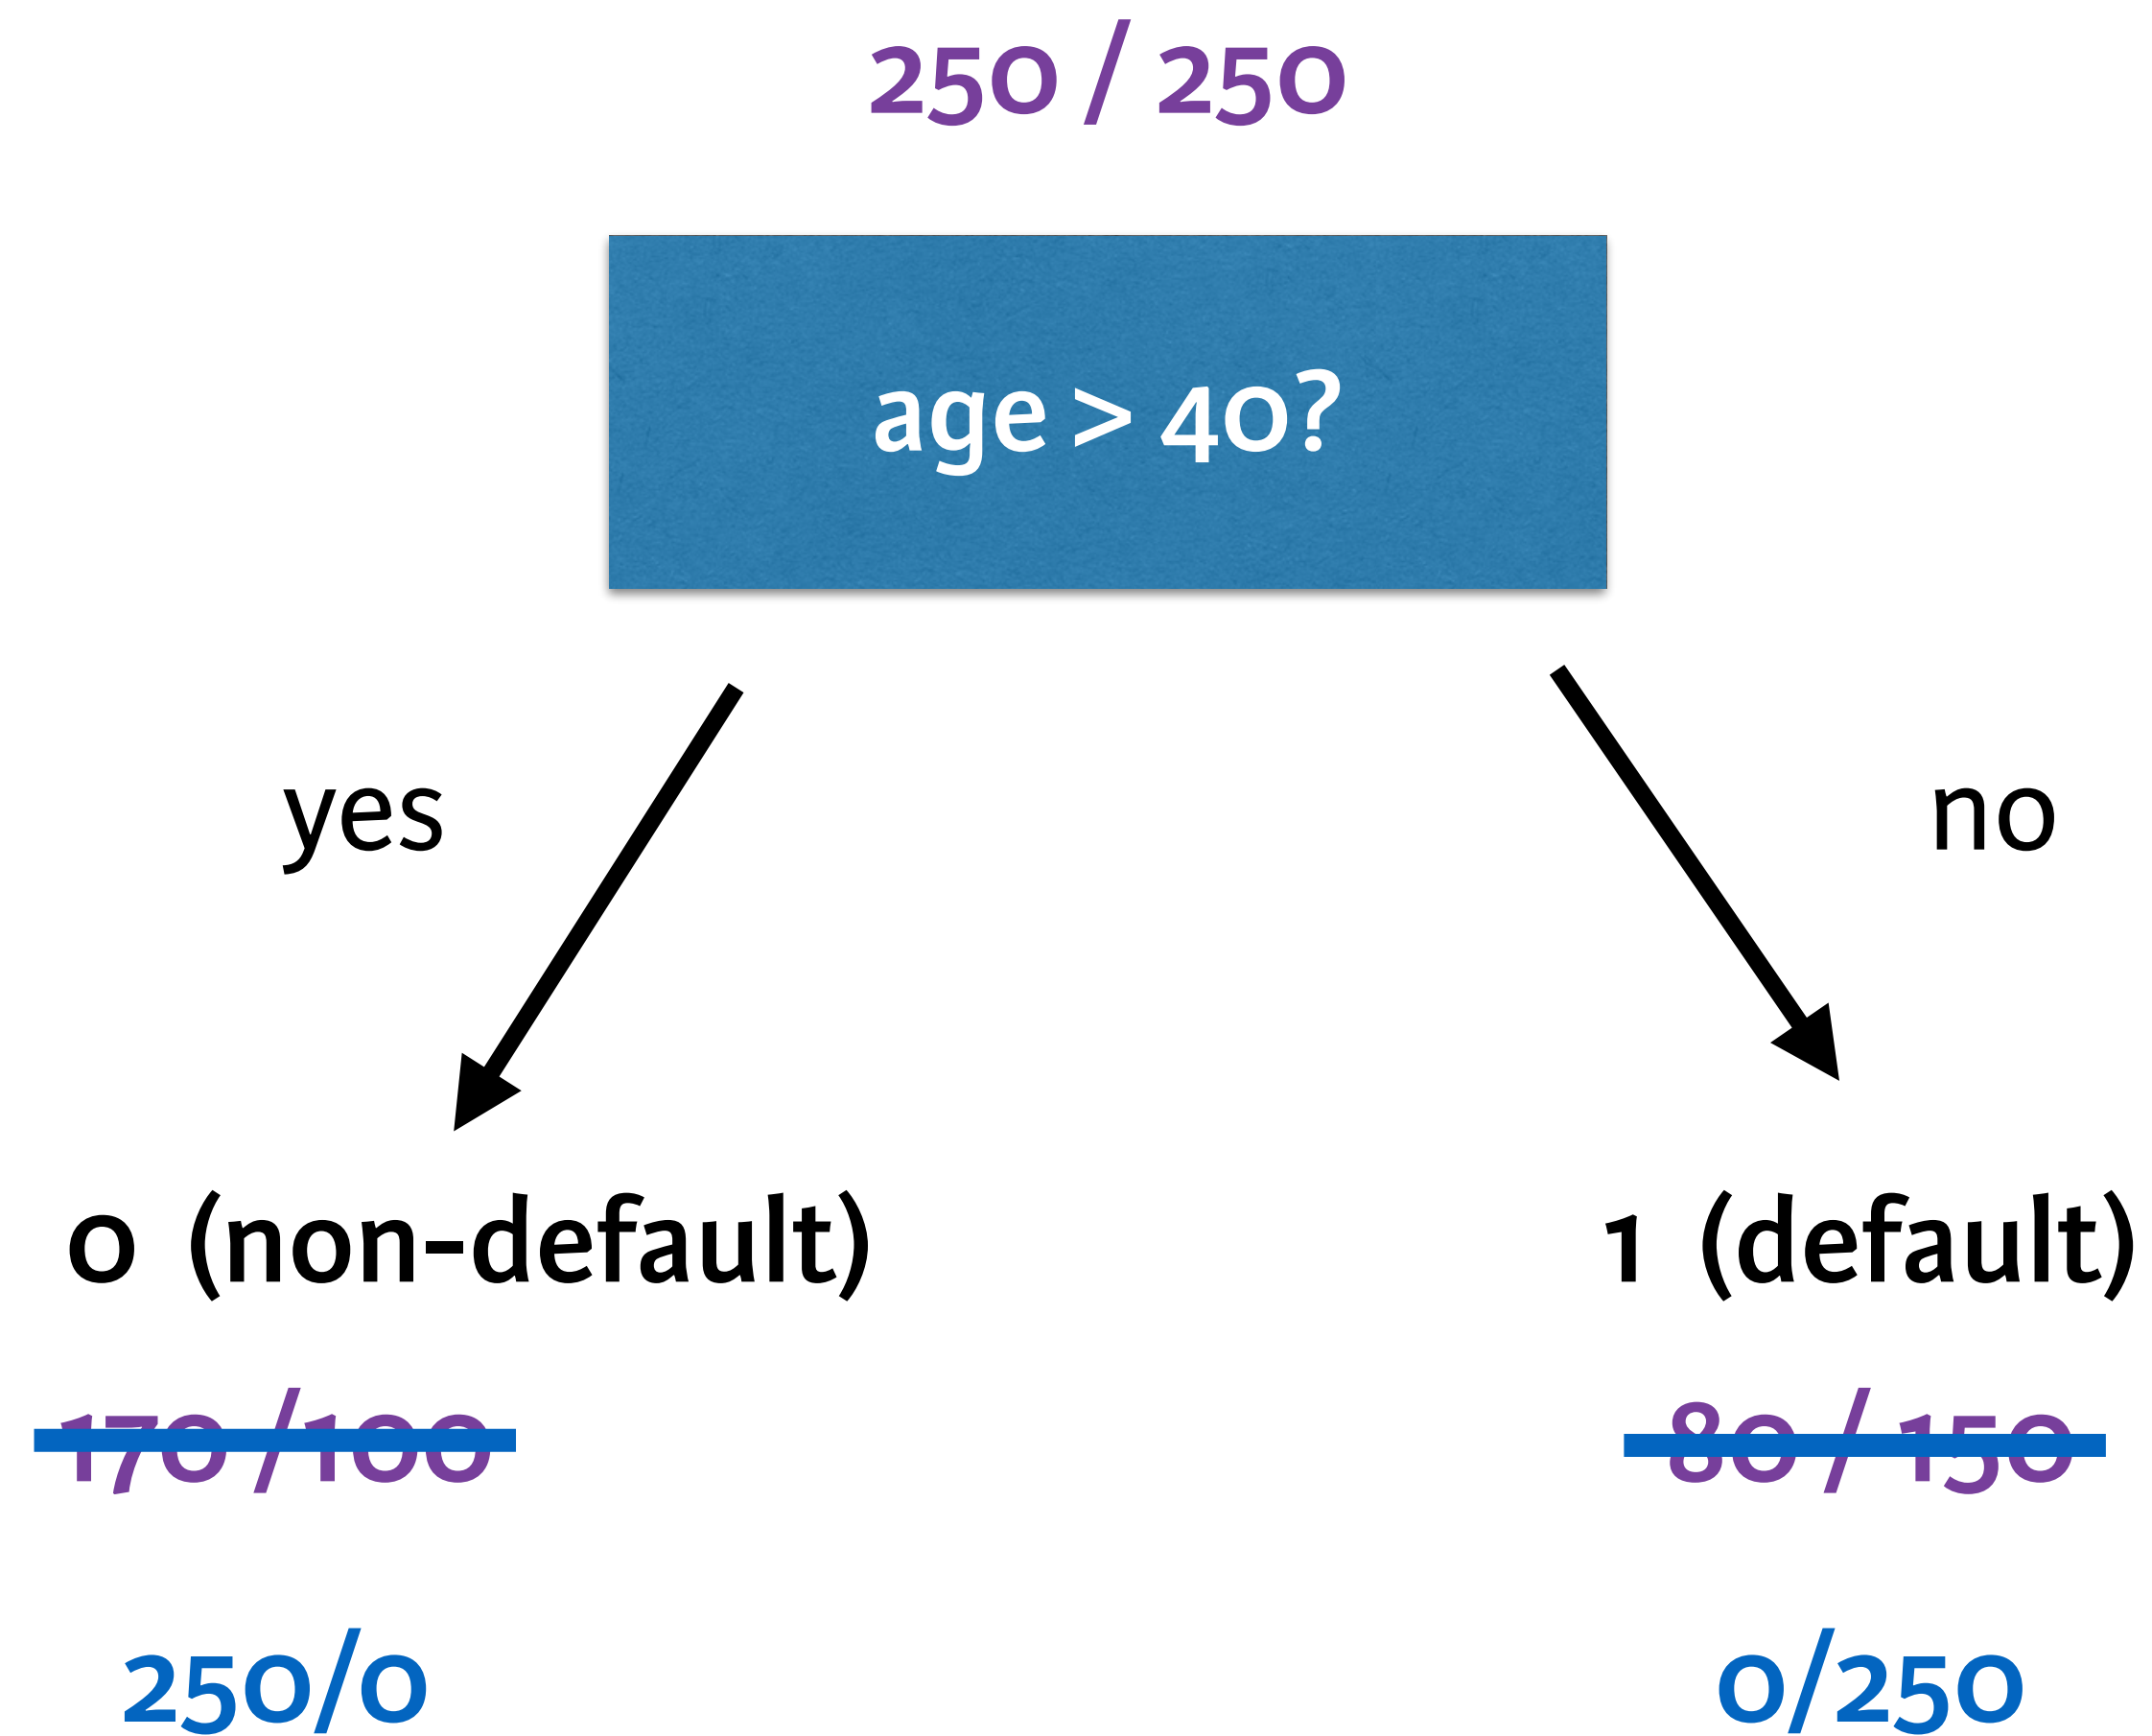 250 / 250
age > 40?
yes
no
0 (non-default)
1 (default)
170 /100
80 / 150
250/0
0/250